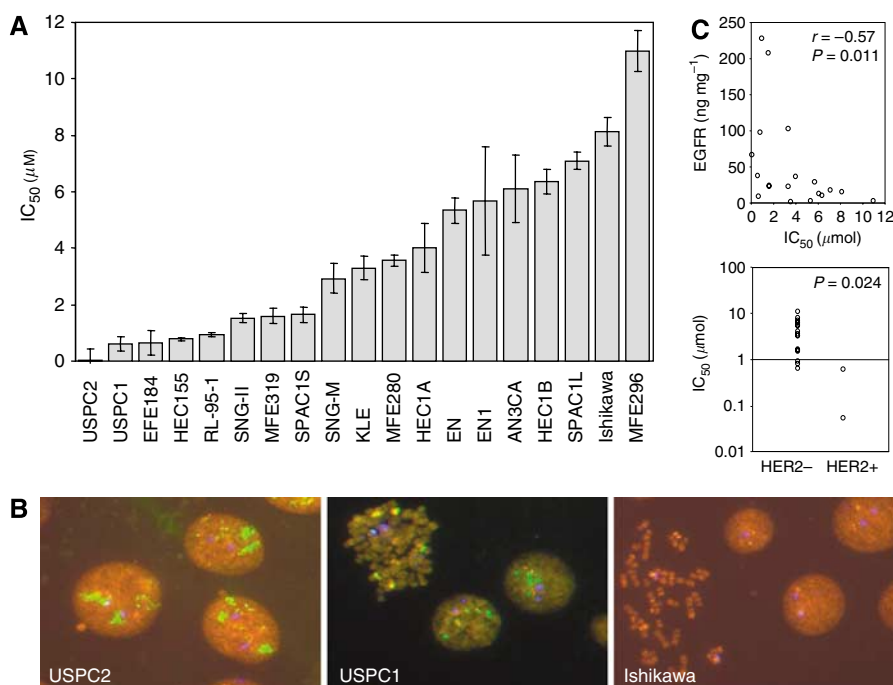 A
12
10
8
6
4
2
0
IC50 (μM)
USPC2
USPC1
EFE184
HEC155
RL-95-1
SNG-II
MFE319
SPAC1S
SNG-M
KLE
MFE280
HEC1A
EN
EN1
AN3CA
HEC1B
SPAC1L
Ishikawa
MFE296
C
250
200
150
100
50
0
EGFR (ng mg−1)
r = −0.57
P = 0.011
0 2 4 6 8 10 12
IC50 (μmol)
100
10
1
0.1
0.01
IC50 (μmol)
P = 0.024
HER2− HER2+
B
USPC2
USPC1
Ishikawa